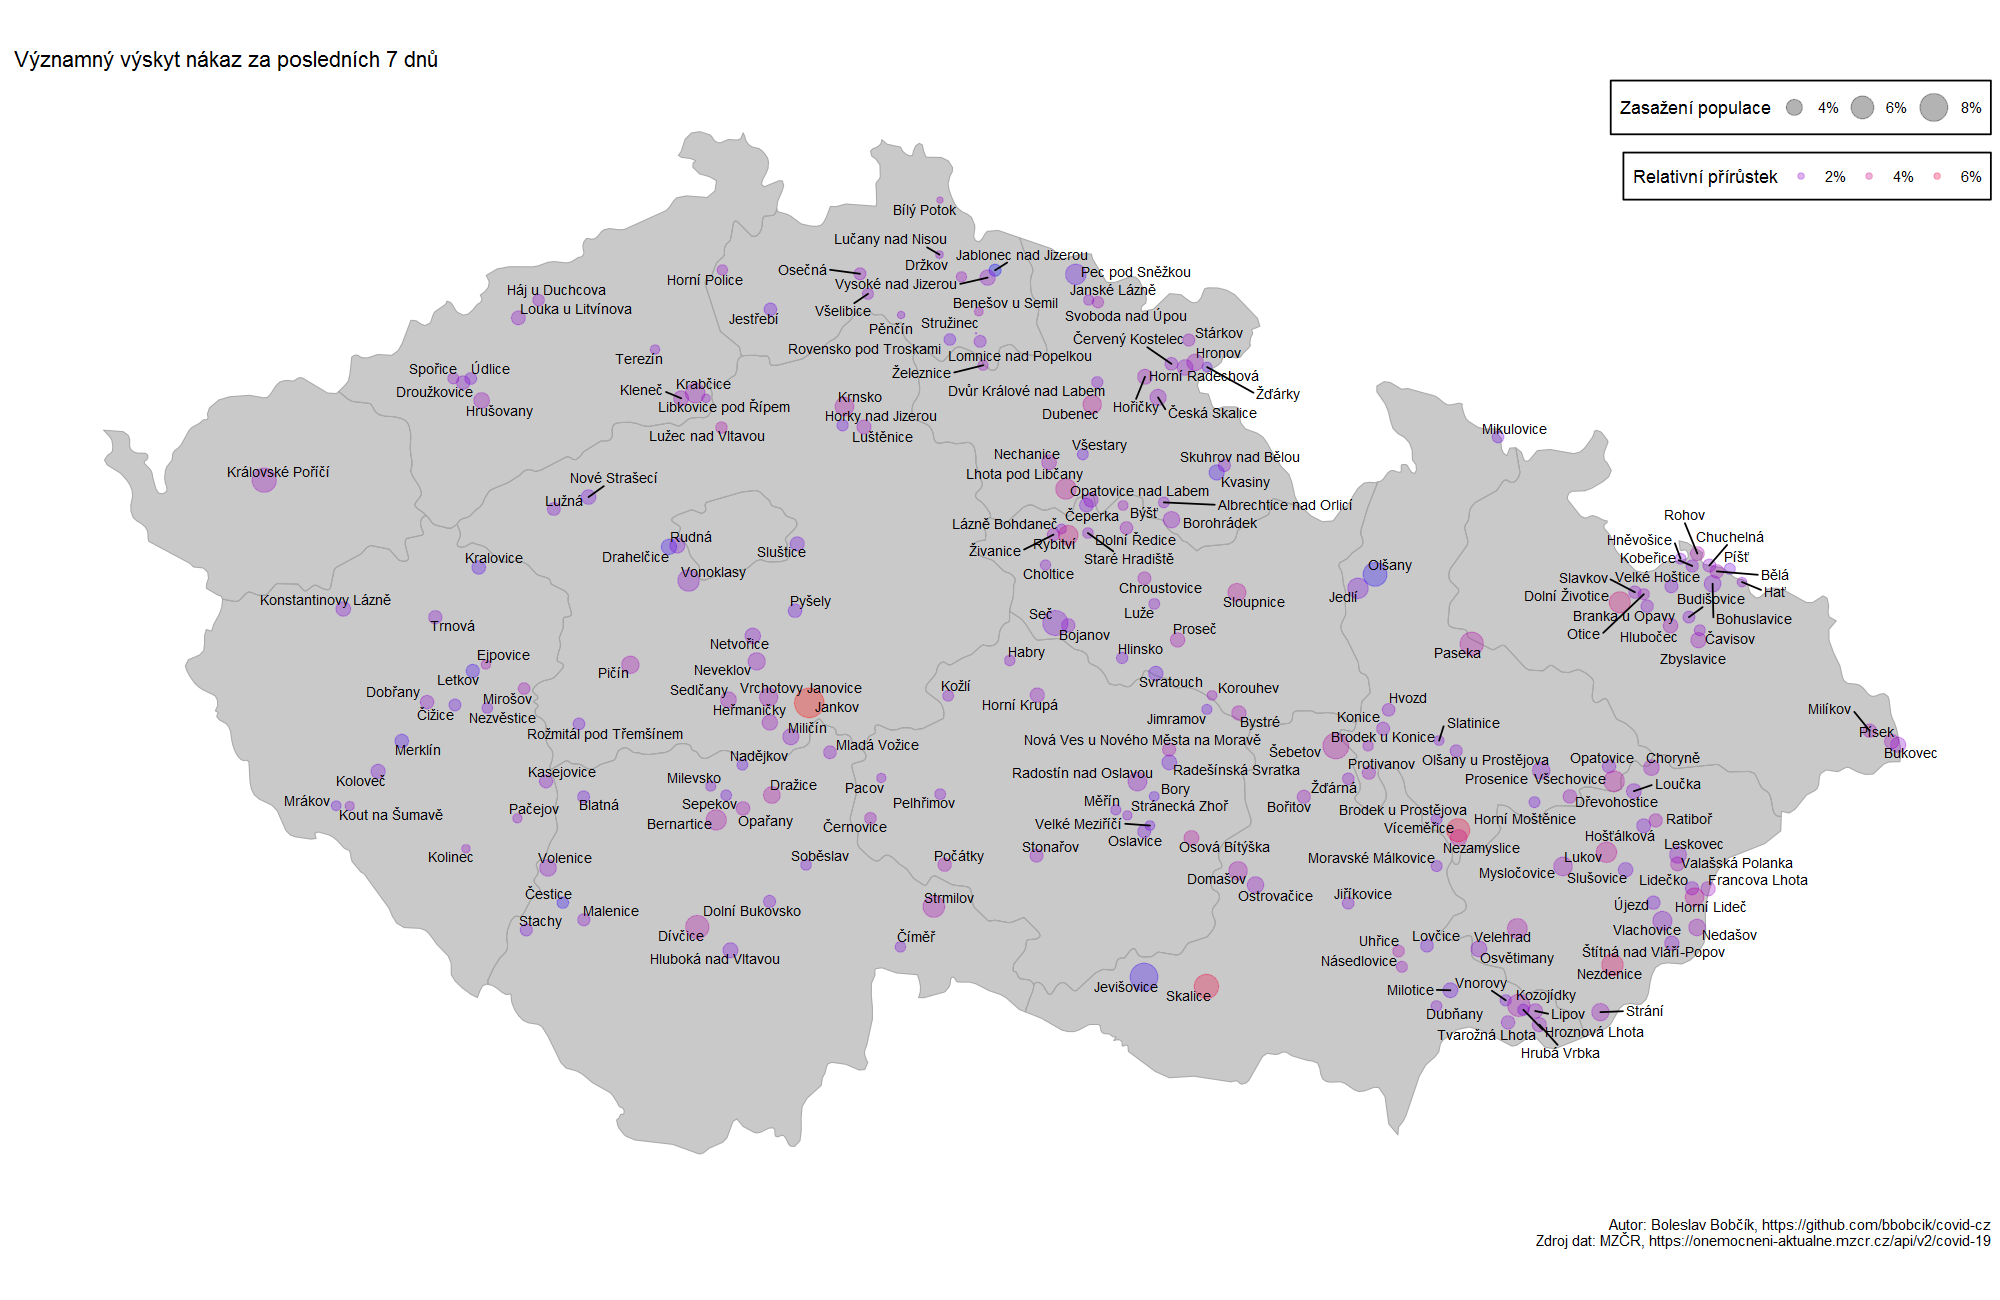 Významný výskyt nákaz za posledních 7 dnů
Zasažení populace 4% 6% 8%
Relativní přírůstek 2% 4% 6%
Bílý Potok
Lučany nad Nisou
Jablonec nad Jizerou
Držkov
Osečná
Pec pod Sněžkou
Horní Police
Vysoké nad Jizerou
Háj u Duchcova
Janské Lázně
Benešov u Semil
Louka u Litvínova
Všelibice
Svoboda nad Úpou
Jestřebí
Pěnčín
Stružinec
Stárkov
Červený Kostelec
Rovensko pod Troskami
Hronov
Terezín
Lomnice nad Popelkou
Spořice
Údlice
Železnice
Horní Radechová
Krabčice
Kleneč
Droužkovice
Dvůr Králové nad Labem
Žďárky
Krnsko
Libkovice pod Řípem
Hořičky
Hrušovany
Česká Skalice
Dubenec
Horky nad Jizerou
Mikulovice
Lužec nad Vltavou
Luštěnice
Všestary
Nechanice
Skuhrov nad Bělou
Královské Poříčí
Lhota pod Libčany
Nové Strašecí
Kvasiny
Opatovice nad Labem
Lužná
Albrechtice nad Orlicí
Čeperka
Býšť
Rohov
Lázně Bohdaneč
Borohrádek
Rudná
Chuchelná
Dolní Ředice
Hněvošice
Rybitví
Živanice
Sluštice
Drahelčice
Píšť
Kralovice
Staré Hradiště
Kobeřice
Olšany
Vonoklasy
Choltice
Bělá
Slavkov
Velké Hoštice
Chroustovice
Hať
Konstantinovy Lázně
Pyšely
Jedlí
Dolní Životice
Budišovice
Sloupnice
Luže
Seč
Branka u Opavy
Bohuslavice
Trnová
Proseč
Otice
Bojanov
Hlubočec
Čavisov
Netvořice
Hlinsko
Habry
Paseka
Ejpovice
Zbyslavice
Neveklov
Pičín
Letkov
Svratouch
Kožlí
Korouhev
Dobřany
Sedlčany
Vrchotovy Janovice
Mirošov
Hvozd
Horní Krupá
Jankov
Milíkov
Heřmaničky
Čížice
Nezvěstice
Jimramov
Bystré
Konice
Slatinice
Miličín
Rožmitál pod Třemšínem
Písek
Nová Ves u Nového Města na Moravě
Brodek u Konice
Mladá Vožice
Merklín
Šebetov
Bukovec
Nadějkov
Opatovice
Choryně
Olšany u Prostějova
Protivanov
Kasejovice
Radostín nad Oslavou
Radešínská Svratka
Koloveč
Milevsko
Prosenice
Všechovice
Dražice
Pacov
Loučka
Žďárná
Bory
Mrákov
Blatná
Sepekov
Pelhřimov
Měřín
Stránecká Zhoř
Bořitov
Dřevohostice
Pačejov
Kout na Šumavě
Brodek u Prostějova
Opařany
Horní Moštěnice
Ratiboř
Bernartice
Černovice
Velké Meziříčí
Víceměřice
Hošťálková
Oslavice
Leskovec
Osová Bítýška
Nezamyslice
Stonařov
Kolinec
Volenice
Soběslav
Počátky
Moravské Málkovice
Lukov
Valašská Polanka
Mysločovice
Slušovice
Lidečko
Francova Lhota
Domašov
Čestice
Strmilov
Ostrovačice
Jiříkovice
Újezd
Horní Lideč
Malenice
Dolní Bukovsko
Stachy
Vlachovice
Nedašov
Dívčice
Číměř
Lovčice
Velehrad
Uhřice
Štítná nad Vláří-Popov
Hluboká nad Vltavou
Osvětimany
Násedlovice
Nezdenice
Jevišovice
Vnorovy
Milotice
Skalice
Kozojídky
Dubňany
Lipov
Strání
Tvarožná Lhota
Hroznová Lhota
Hrubá Vrbka
Autor: Boleslav Bobčík, https://github.com/bbobcik/covid-cz
Zdroj dat: MZČR, https://onemocneni-aktualne.mzcr.cz/api/v2/covid-19